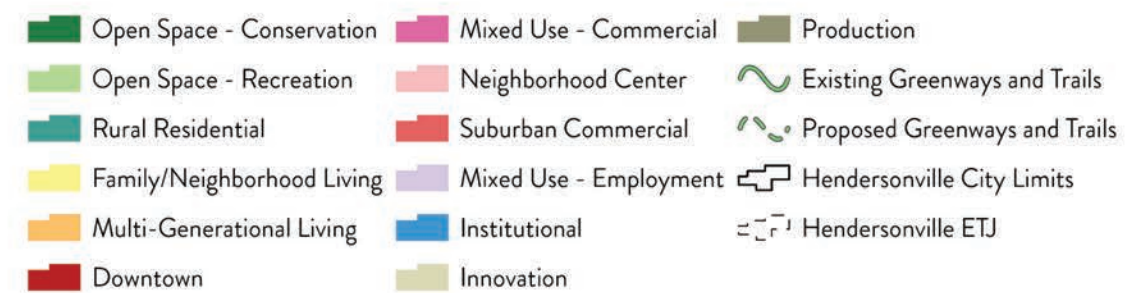 Open Space - Conservation
Open Space - Recreation
Rural Residential
Family/Neighborhood Living
Multi-Generational Living
Downtown
Mixed Use - Commercial
Neighborhood Center
Suburban Commercial
Mixed Use - Employment
Institutional
Innovation
Production
Existing Greenways and Trails
Proposed Greenways and Trails
Hendersonville City Limits
Hendersonville ETJ